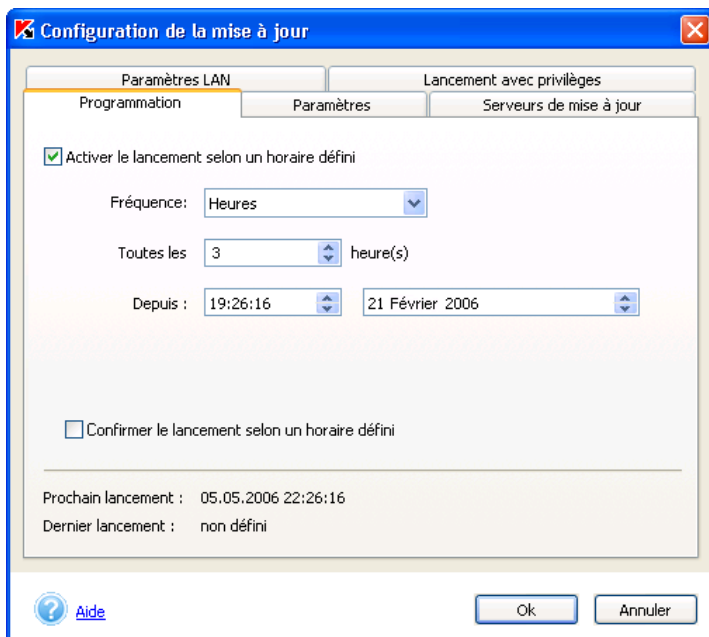 Configuration de la mise à jour
Paramètres LAN
Lancement avec privilèges
Programmation
Paramètres
Serveurs de mise à jour
Activer le lancement selon un horaire défini
Fréquence: Heures
Toutes les 3 heure(s)
Depuis : 19:26:16 21 Février 2006
Confirmer le lancement selon un horaire défini
Prochain lancement : 05.05.2006 22:26:16
Dernier lancement : non défini
Aide
Ok
Annuler